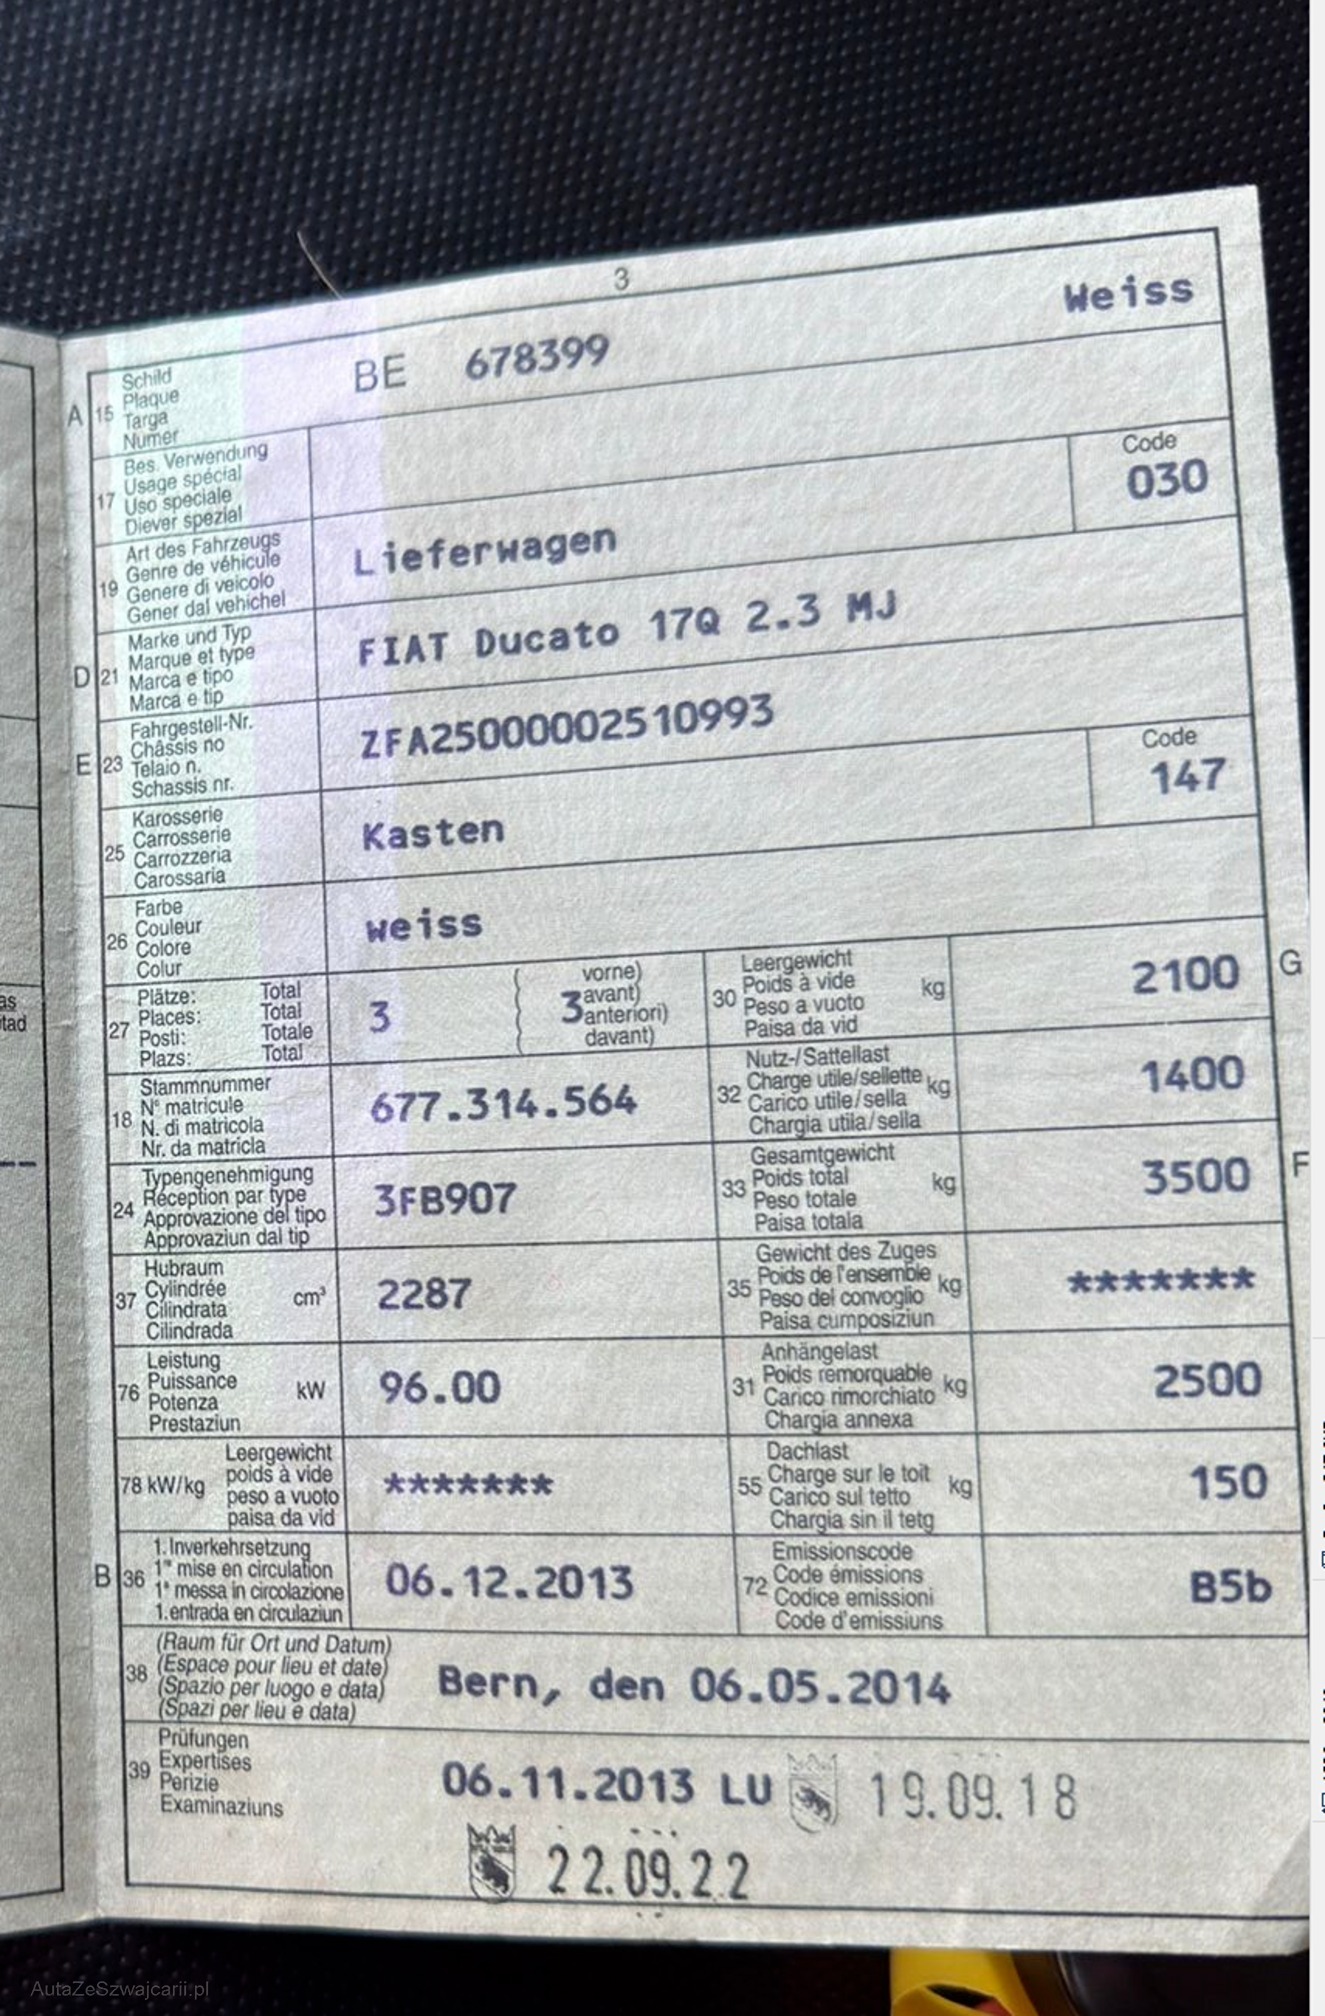 3
A 15 Schild
Plaque
Targa
Numer
BE 678399 Weiss
17 Bes. Verwendung
Usage spécial
Uso speciale
Diever spezial
19 Art des Fahrzeugs
Genre de véhicule
Genere di veicolo
Gener dal vehichel
Lieferwagen
Code
030
D 21 Marke und Typ
Marque et type
Marca e tipo
Marca e tip
FIAT Ducato 17Q 2.3 MJ
E 23 Fahrgestell-Nr.
Châssis no
Telaio n.
Schassis nr.
ZFA25000002510993
25 Karosserie
Carrosserie
Carrozzeria
Carossaria
Kasten
Code
147
26 Farbe
Couleur
Colore
Colur
weiss
27 Plätze: Total
Places: Total
Posti: Totale
Plazs: Total
3
3 vorne)
avant)
anteriori)
davant)
30 Leergewicht
Poids à vide kg
Peso a vuoto
Paisa da vid
2100 G
18 Stammnummer
N° matricule
N. di matricola
Nr. da matricla
677.314.564
32 Nutz-/Sattellast
Charge utile/sellette kg
Carico utile/sella
Chargia utila/sella
1400
24 Typengenehmigung
Réception par type
Approvazione del tipo
Approvaziun dal tip
3FB907
33 Gesamtgewicht
Poids total kg
Peso totale
Paisa totala
3500 F
37 Hubraum
Cylindrée cm³
Cilindrata
Cilindrada
2287
35 Gewicht des Zuges
Poids de l'ensemble kg
Peso del convoglio
Paisa cumposiziun
*******
76 Leistung
Puissance kW
Potenza
Prestaziun
96.00
31 Anhängelast
Poids remorquable kg
Carico rimorchiato
Chargia annexa
2500
78 kW/kg Leergewicht
poids à vide
peso a vuoto
paisa da vid
*******
55 Dachlast
Charge sur le toit kg
Carico sul tetto
Chargia sin il tetg
150
B 36 1. Inverkehrsetzung
1re mise en circulation
1a messa in circolazione
1. entrada en circulaziun
06.12.2013
72 Emissionscode
Code émissions
Codice emissioni
Code d'emissiuns
B5b
38 (Raum für Ort und Datum)
(Espace pour lieu et date)
(Spazio per luogo e data)
(Spazi per lieu e data)
Bern, den 06.05.2014
39 Prüfungen
Expertises
Perizie
Examinaziuns
06.11.2013 LU 19.09.18
22.09.22
AutaZeSzwajcarii.pl